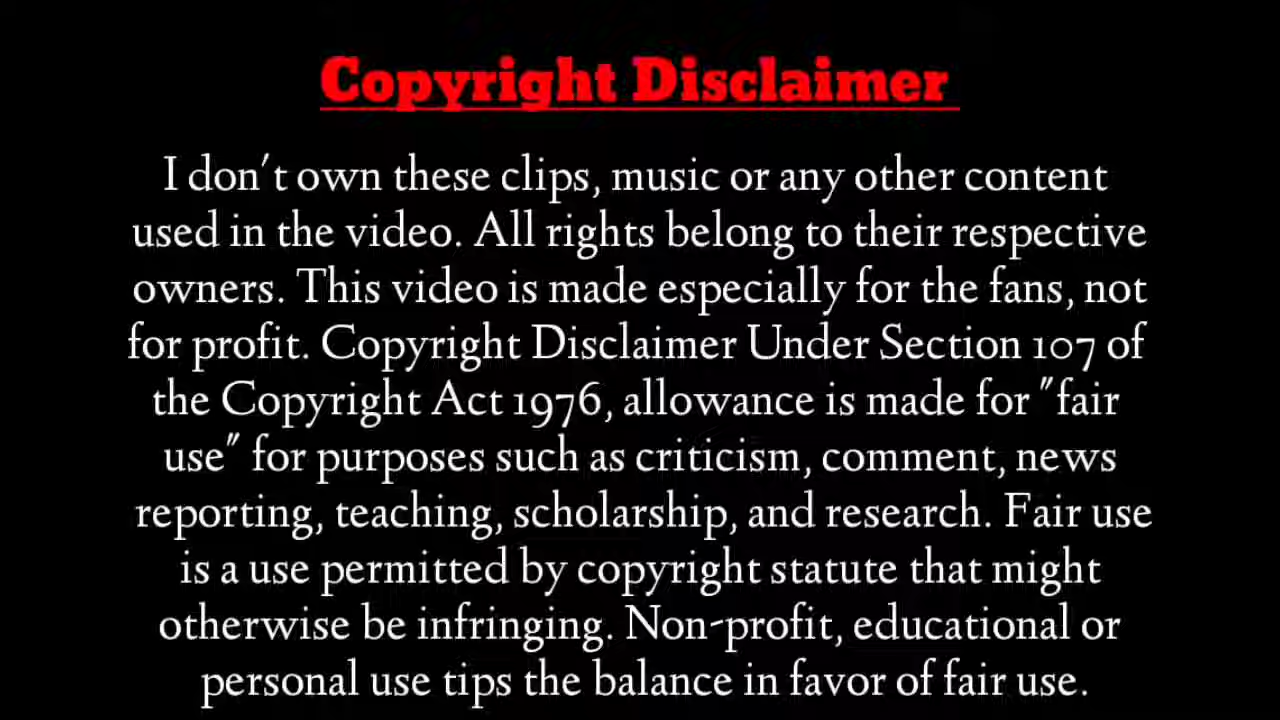 Copyright Disclaimer
I don't own these clips, music or any other content
used in the video. All rights belong to their respective
owners. This video is made especially for the fans, not
for profit. Copyright Disclaimer Under Section 107 of
the Copyright Act 1976, allowance is made for "fair
use" for purposes such as criticism, comment, news
reporting, teaching, scholarship, and research. Fair use
is a use permitted by copyright statute that might
otherwise be infringing. Non-profit, educational or
personal use tips the balance in favor of fair use.